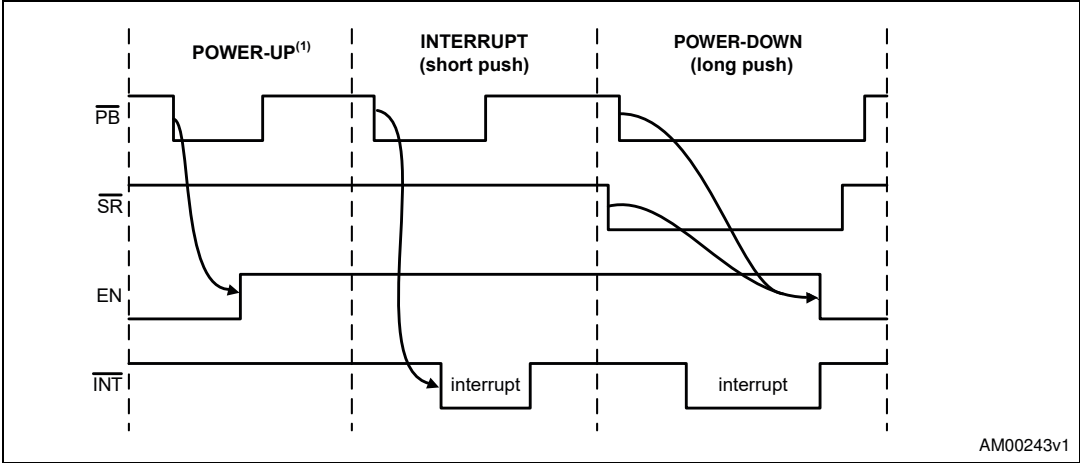 POWER-UP(1)
INTERRUPT
(short push)
POWER-DOWN
(long push)
PB
SR
EN
INT
interrupt
interrupt
AM00243v1